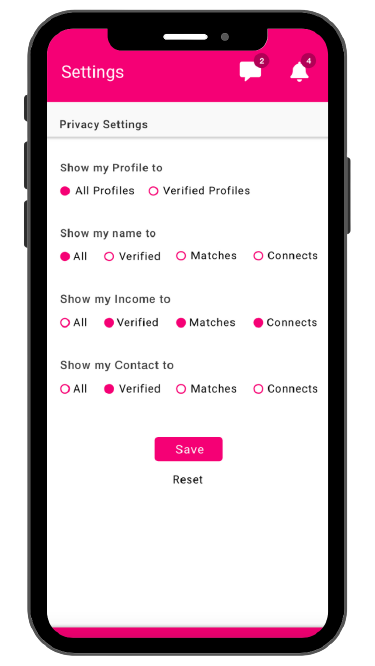 Settings 2 4
Privacy Settings
Show my Profile to
All Profiles Verified Profiles
Show my name to
All Verified Matches Connects
Show my Income to
All Verified Matches Connects
Show my Contact to
All Verified Matches Connects
Save
Reset